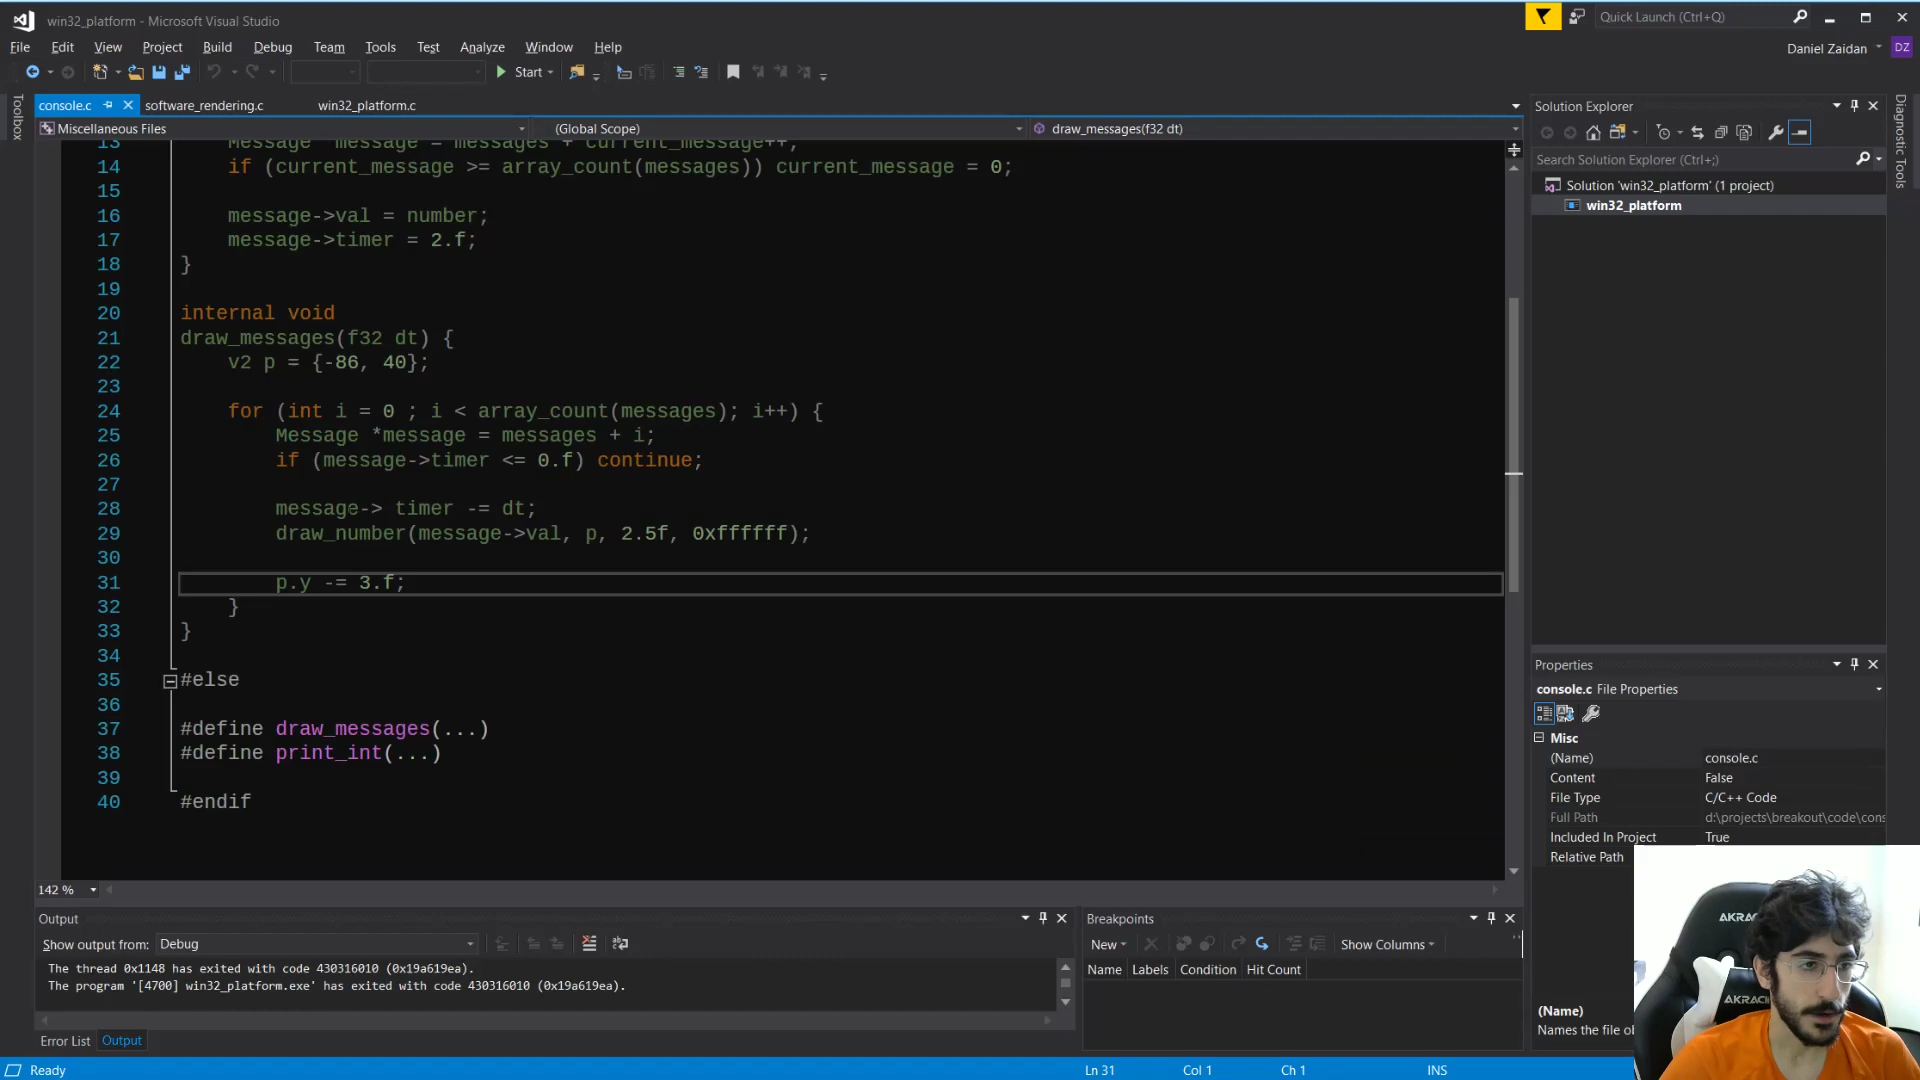 win32_platform - Microsoft Visual Studio
Quick Launch (Ctrl+Q)
File Edit View Project Build Debug Team Tools Test Analyze Window Help
Daniel Zaidan DZ
Start
Toolbox
console.c software_rendering.c win32_platform.c
Miscellaneous Files (Global Scope) draw_messages(f32 dt)
13 Message *message = messages + current_message++;
14 if (current_message >= array_count(messages)) current_message = 0;
15
16 message->val = number;
17 message->timer = 2.f;
18 }
19
20 internal void
21 draw_messages(f32 dt) {
22 v2 p = {-86, 40};
23
24 for (int i = 0 ; i < array_count(messages); i++) {
25 Message *message = messages + i;
26 if (message->timer <= 0.f) continue;
27
28 message-> timer -= dt;
29 draw_number(message->val, p, 2.5f, 0xffffff);
30
31 p.y -= 3.f;
32 }
33 }
34
35 #else
36
37 #define draw_messages(...)
38 #define print_int(...)
39
40 #endif
142 %
Solution Explorer
Search Solution Explorer (Ctrl+;)
Solution 'win32_platform' (1 project)
win32_platform
Diagnostic Tools
Properties
console.c File Properties
Misc
(Name) console.c
Content False
File Type C/C++ Code
Full Path d:\projects\breakout\code\cons
Included In Project True
Relative Path
(Name)
Names the file ob
Output
Show output from: Debug
The thread 0x1148 has exited with code 430316010 (0x19a619ea).
The program '[4700] win32_platform.exe' has exited with code 430316010 (0x19a619ea).
Error List Output
Breakpoints
New Show Columns
Name Labels Condition Hit Count
AKRACING
AKRACING
Ready Ln 31 Col 1 Ch 1 INS